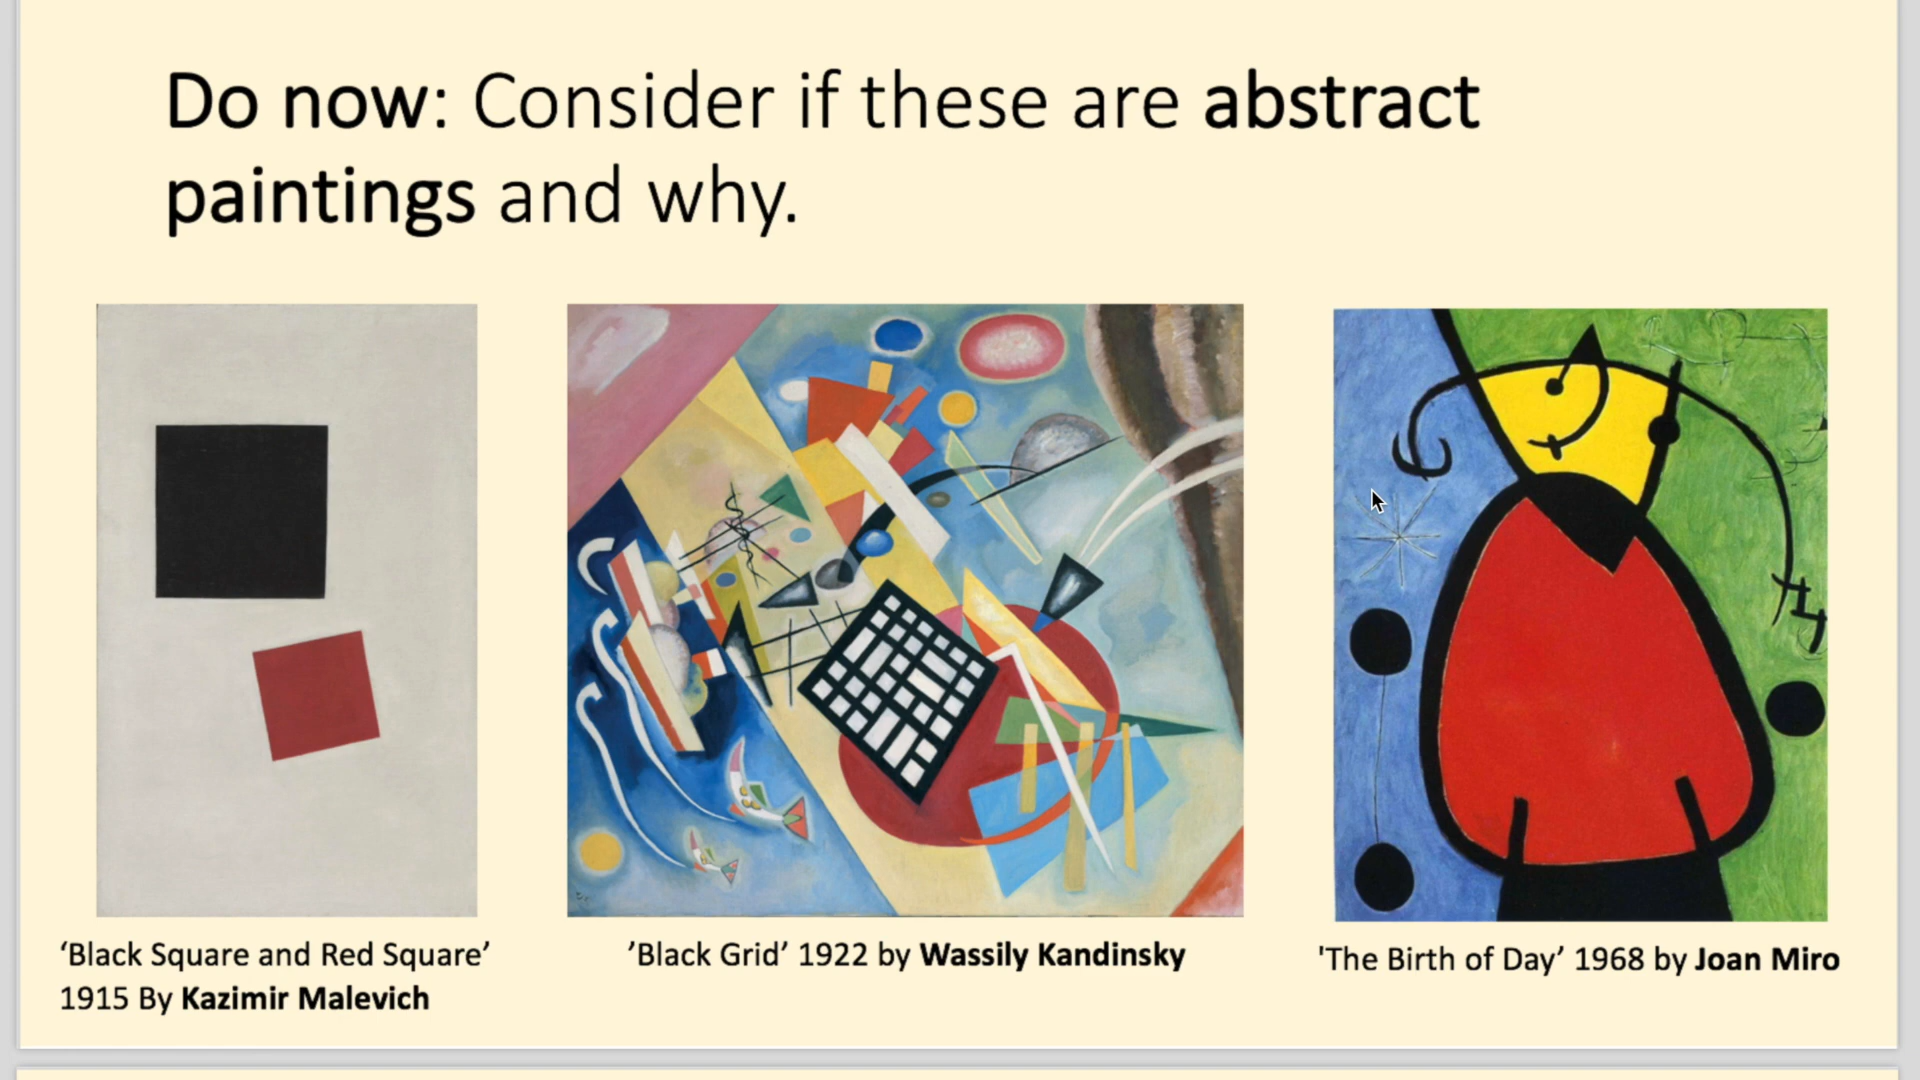 Do now: Consider if these are abstract
paintings and why.
‘Black Square and Red Square’
1915 By Kazimir Malevich
’Black Grid’ 1922 by Wassily Kandinsky
'The Birth of Day’ 1968 by Joan Miro